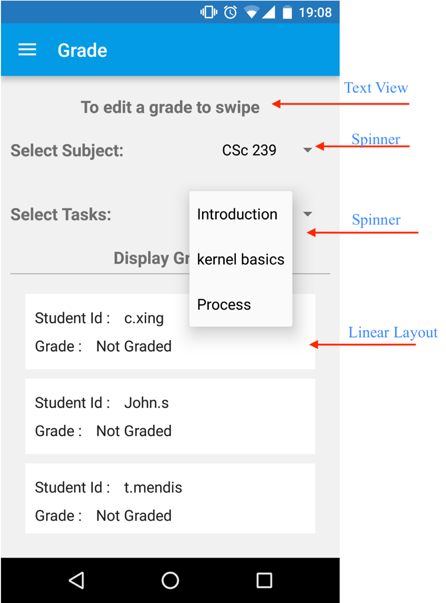 19:08
Grade
To edit a grade to swipe
Text View
Select Subject:
CSc 239
Spinner
Select Tasks:
Introduction
Spinner
kernel basics
Display Gr
Process
Student Id : c.xing
Grade : Not Graded
Linear Layout
Student Id : John.s
Grade : Not Graded
Student Id : t.mendis
Grade : Not Graded